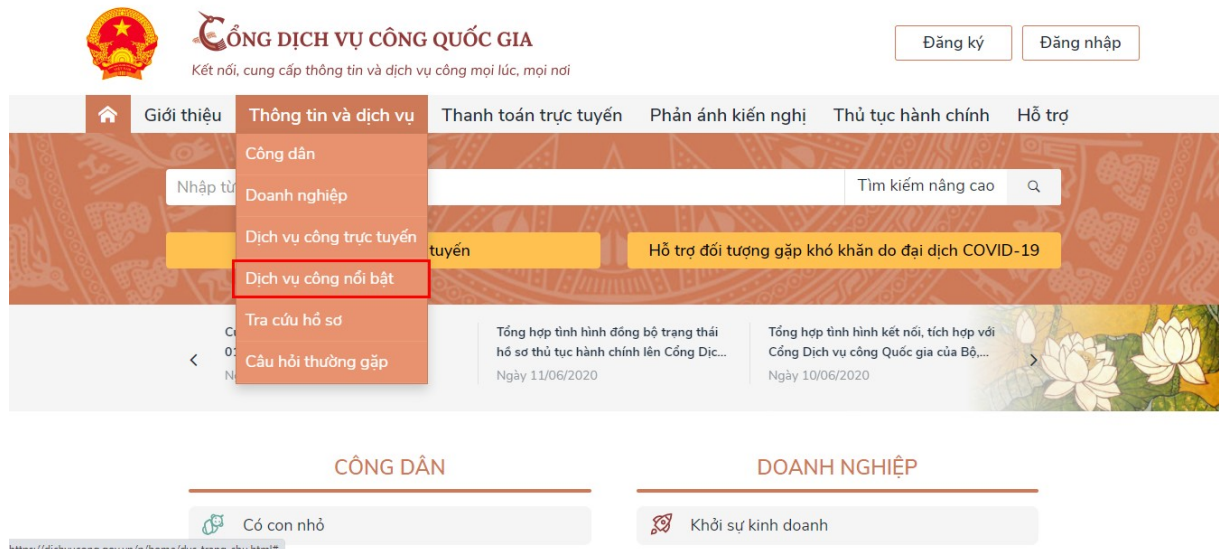 CỔNG DỊCH VỤ CÔNG QUỐC GIA
Kết nối, cung cấp thông tin và dịch vụ công mọi lúc, mọi nơi
Đăng ký
Đăng nhập
Giới thiệu
Thông tin và dịch vụ
Thanh toán trực tuyến
Phản ánh kiến nghị
Thủ tục hành chính
Hỗ trợ
Công dân
Doanh nghiệp
Dịch vụ công trực tuyến
Dịch vụ công nổi bật
Tra cứu hồ sơ
Câu hỏi thường gặp
Nhập từ
Tìm kiếm nâng cao
tuyến
Hỗ trợ đối tượng gặp khó khăn do đại dịch COVID-19
Tổng hợp tình hình đồng bộ trạng thái
hồ sơ thủ tục hành chính lên Cổng Dịc...
Ngày 11/06/2020
Tổng hợp tình hình kết nối, tích hợp với
Cổng Dịch vụ công Quốc gia của Bộ,...
Ngày 10/06/2020
CÔNG DÂN
DOANH NGHIỆP
Có con nhỏ
Khởi sự kinh doanh